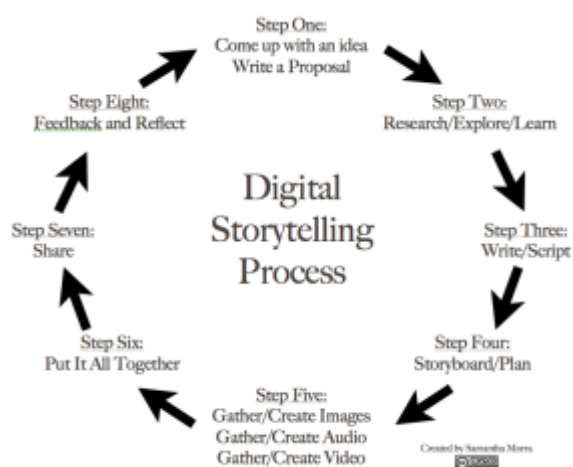 Digital
Storytelling
Process
Step One:
Come up with an idea
Write a Proposal
Step Two:
Research/Explore/Learn
Step Three:
Write/Script
Step Four:
Storyboard/Plan
Step Five:
Gather/Create Images
Gather/Create Audio
Gather/Create Video
Step Six:
Put It All Together
Step Seven:
Share
Step Eight:
Feedback and Reflect
Created by Samantha Morra